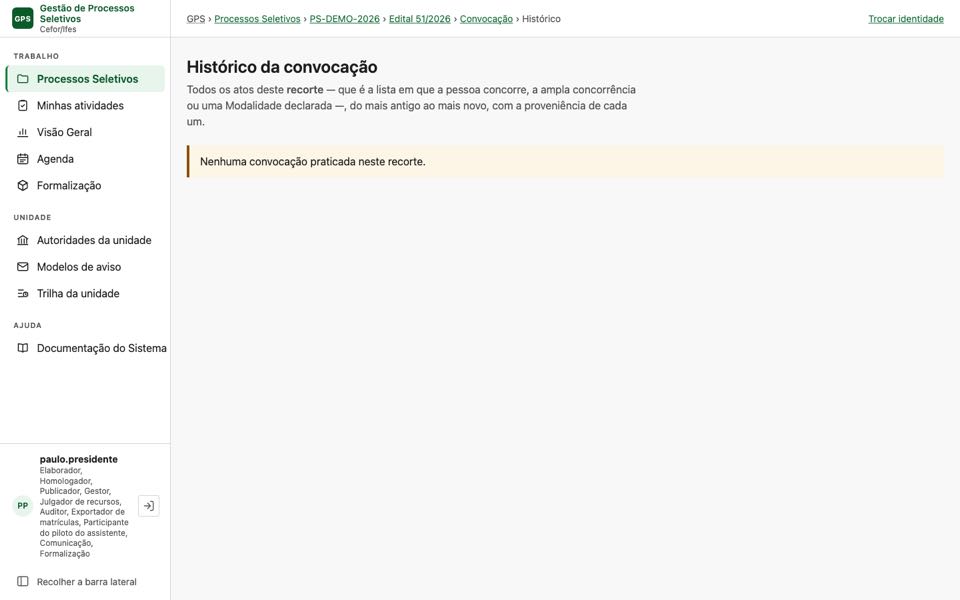 GPS
Gestão de Processos
Seletivos
Cefor/Ifes
GPS › Processos Seletivos › PS-DEMO-2026 › Edital 51/2026 › Convocação › Histórico
Trocar identidade
TRABALHO
Processos Seletivos
Minhas atividades
Visão Geral
Agenda
Formalização
UNIDADE
Autoridades da unidade
Modelos de aviso
Trilha da unidade
AJUDA
Documentação do Sistema
Histórico da convocação
Todos os atos deste recorte — que é a lista em que a pessoa concorre, a ampla concorrência
ou uma Modalidade declarada —, do mais antigo ao mais novo, com a proveniência de cada
um.
Nenhuma convocação praticada neste recorte.
PP
paulo.presidente
Elaborador,
Homologador,
Publicador, Gestor,
Julgador de recursos,
Auditor, Exportador de
matrículas, Participante
do piloto do assistente,
Comunicação,
Formalização
Recolher a barra lateral